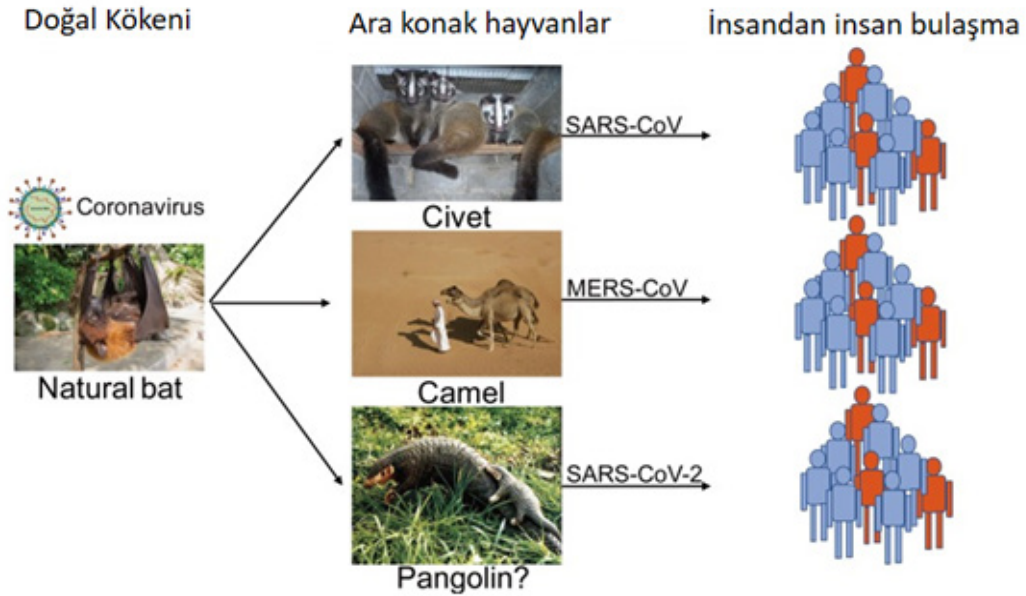 Doğal Kökeni
Ara konak hayvanlar
İnsandan insan bulaşma
Coronavirus
Natural bat
SARS-CoV
Civet
MERS-CoV
Camel
SARS-CoV-2
Pangolin?